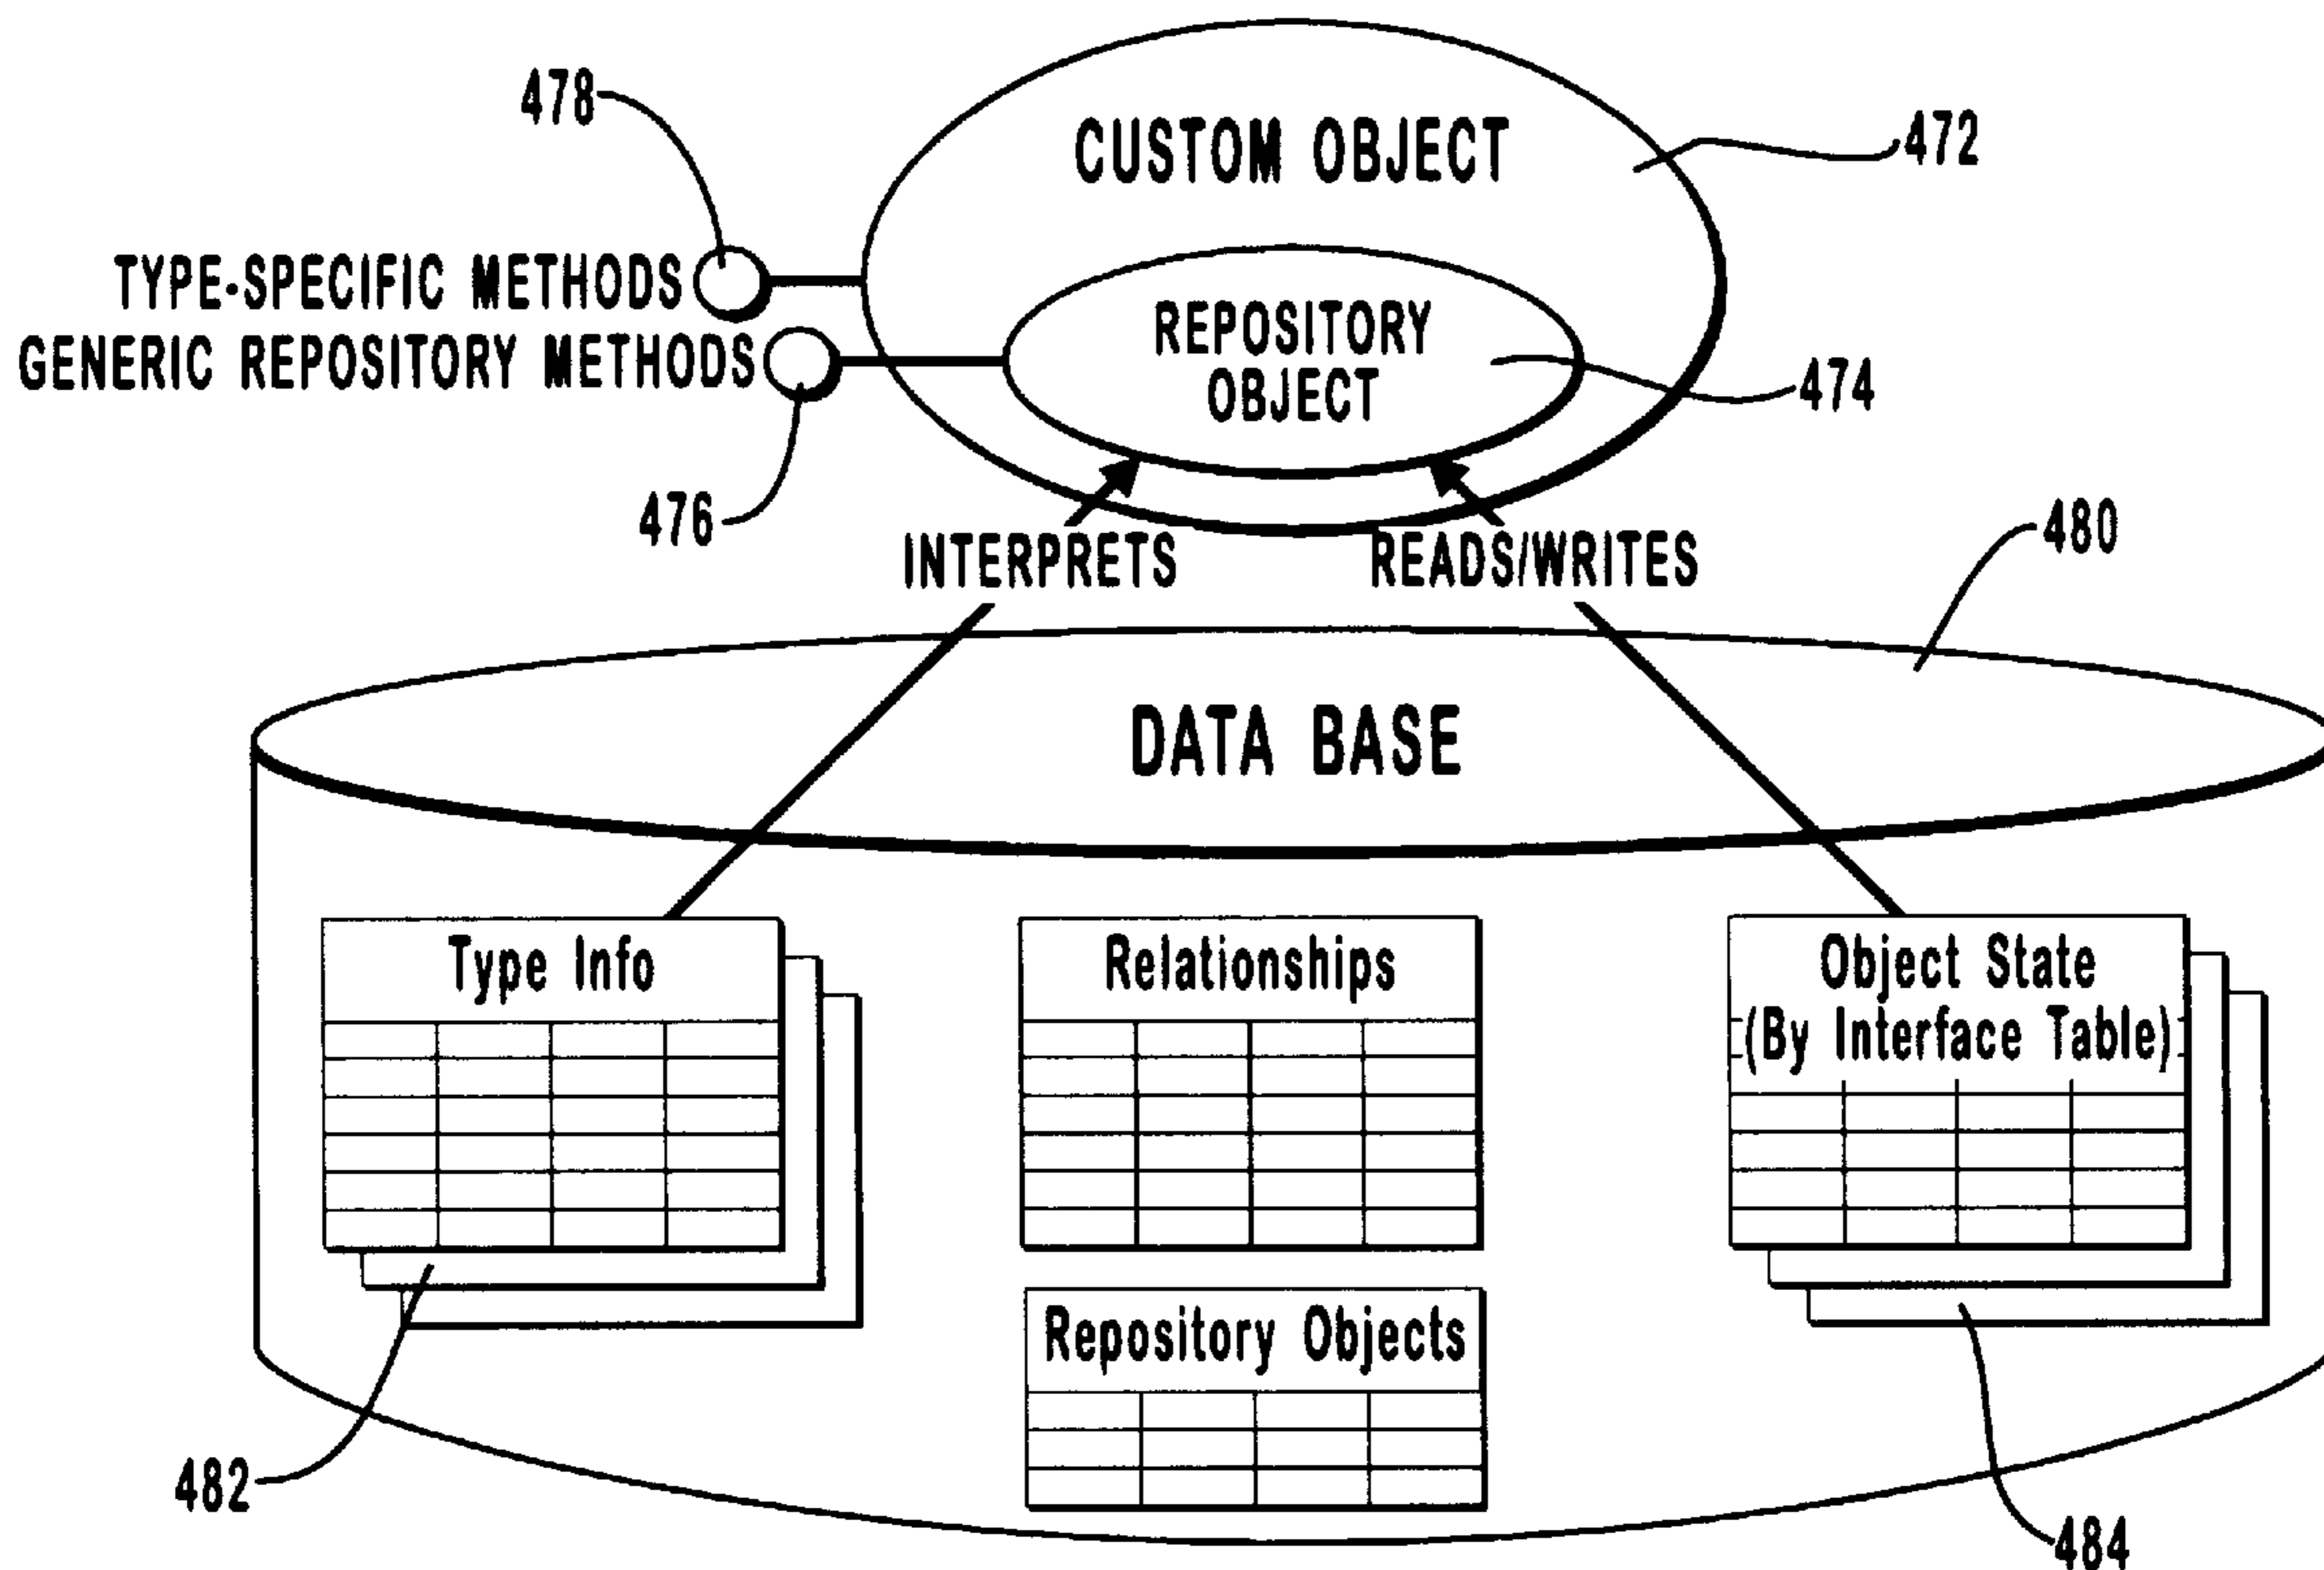 478
CUSTOM OBJECT
472
TYPE-SPECIFIC METHODS
GENERIC REPOSITORY METHODS
REPOSITORY
OBJECT
474
476
INTERPRETS
READS/WRITES
480
DATA BASE
Type Info
Relationships
Object State
(By Interface Table)
Repository Objects
482
484